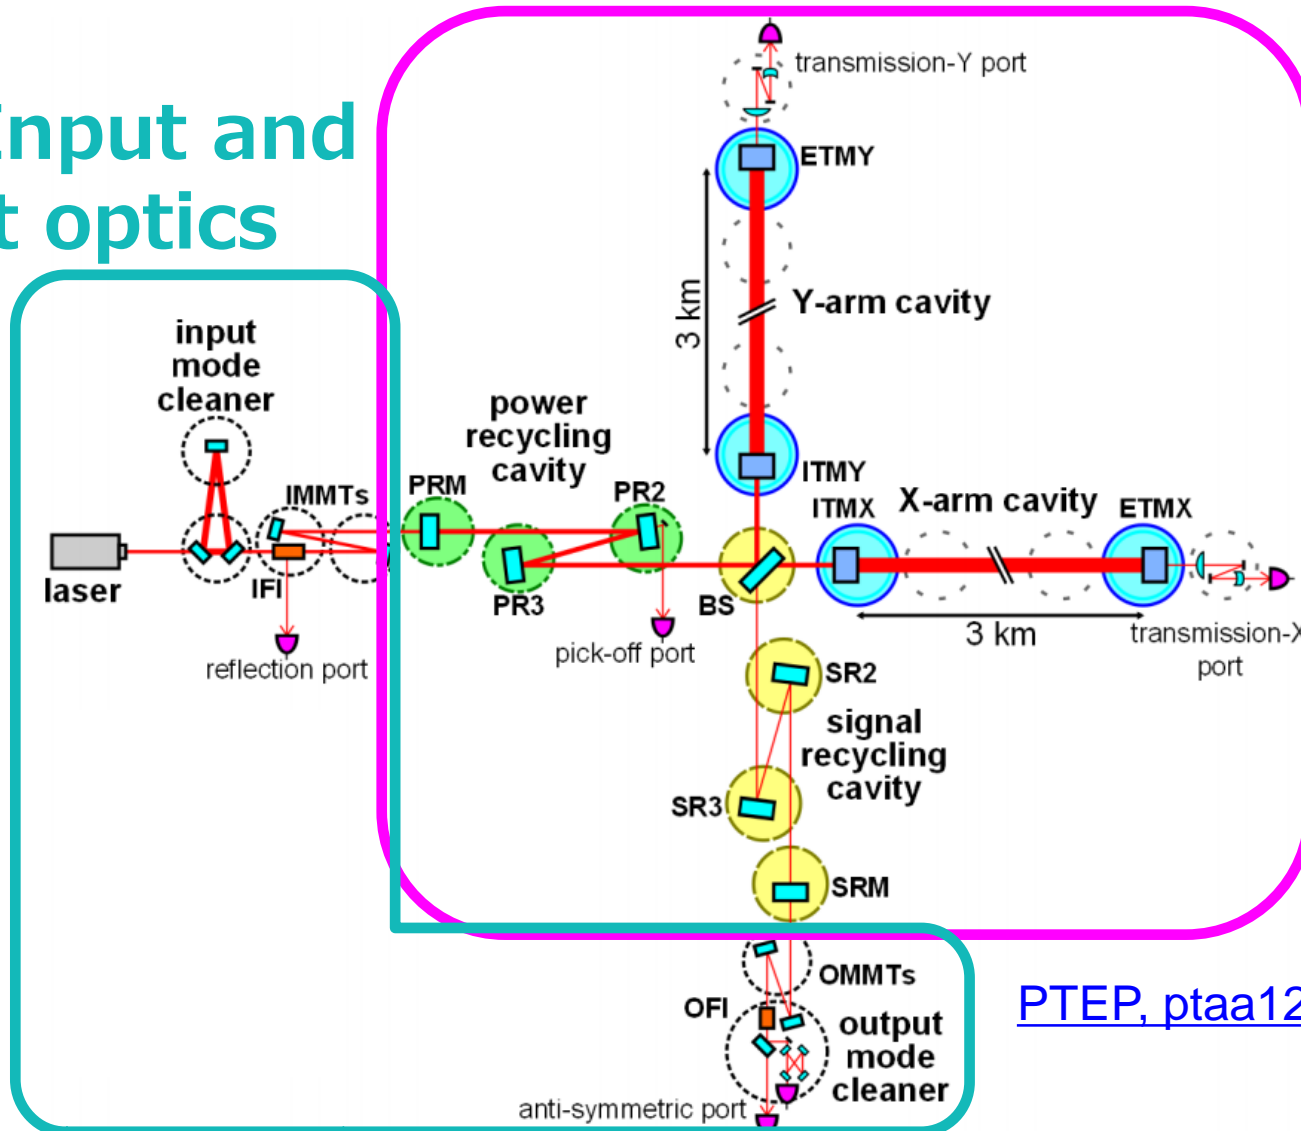 Input and
t optics
transmission-Y port
ETMY
3 km
Y-arm cavity
input
mode
cleaner
power
recycling
cavity
ITMY
IMMTs
PRM
PR2
ITMX
X-arm cavity
ETMX
laser
IFI
PR3
BS
3 km
transmission-X
port
reflection port
pick-off port
SR2
signal
recycling
cavity
SR3
SRM
OMMTs
OFI
PTEP, ptaa12
output
mode
cleaner
anti-symmetric port